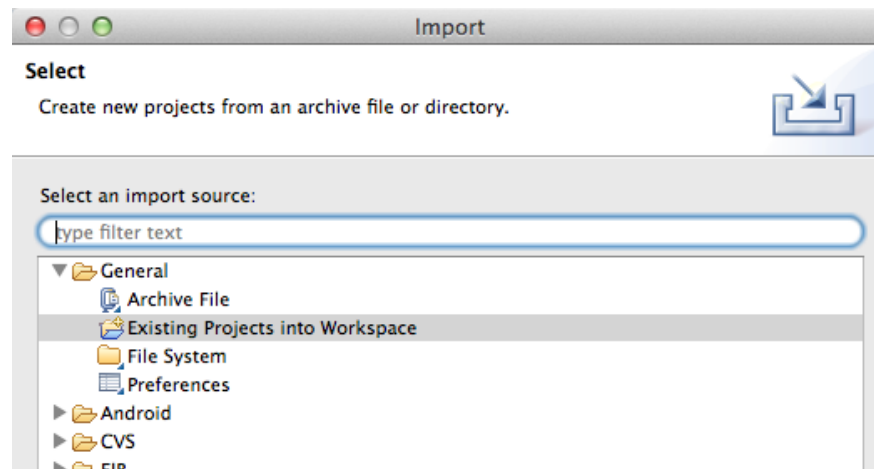 Import
Select
Create new projects from an archive file or directory.
Select an import source:
type filter text
General
Archive File
Existing Projects into Workspace
File System
Preferences
Android
CVS